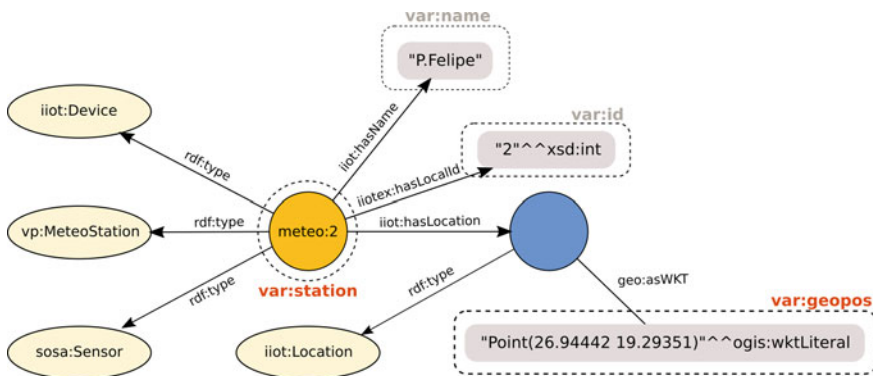 var:name
"P.Felipe"
iiot:Device
var:id
rdf:type
iiot:hasName
"2"^^xsd:int
iiotex:hasLocalId
vp:MeteoStation
rdf:type
meteo:2
iiot:hasLocation
rdf:type
var:station
rdf:type
geo:asWKT
var:geopos
sosa:Sensor
iiot:Location
"Point(26.94442 19.29351)"^^ogis:wktLiteral